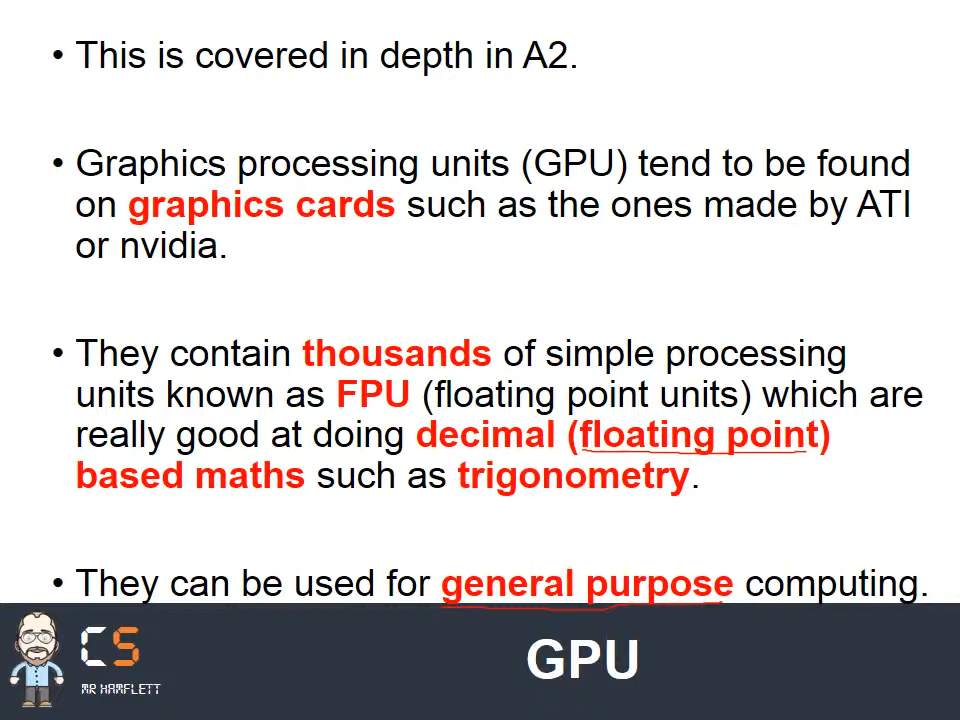 • This is covered in depth in A2.
• Graphics processing units (GPU) tend to be found
on graphics cards such as the ones made by ATI
or nvidia.
• They contain thousands of simple processing
units known as FPU (floating point units) which are
really good at doing decimal (floating point)
based maths such as trigonometry.
• They can be used for general purpose computing.
CS
MR HAMFLETT
GPU